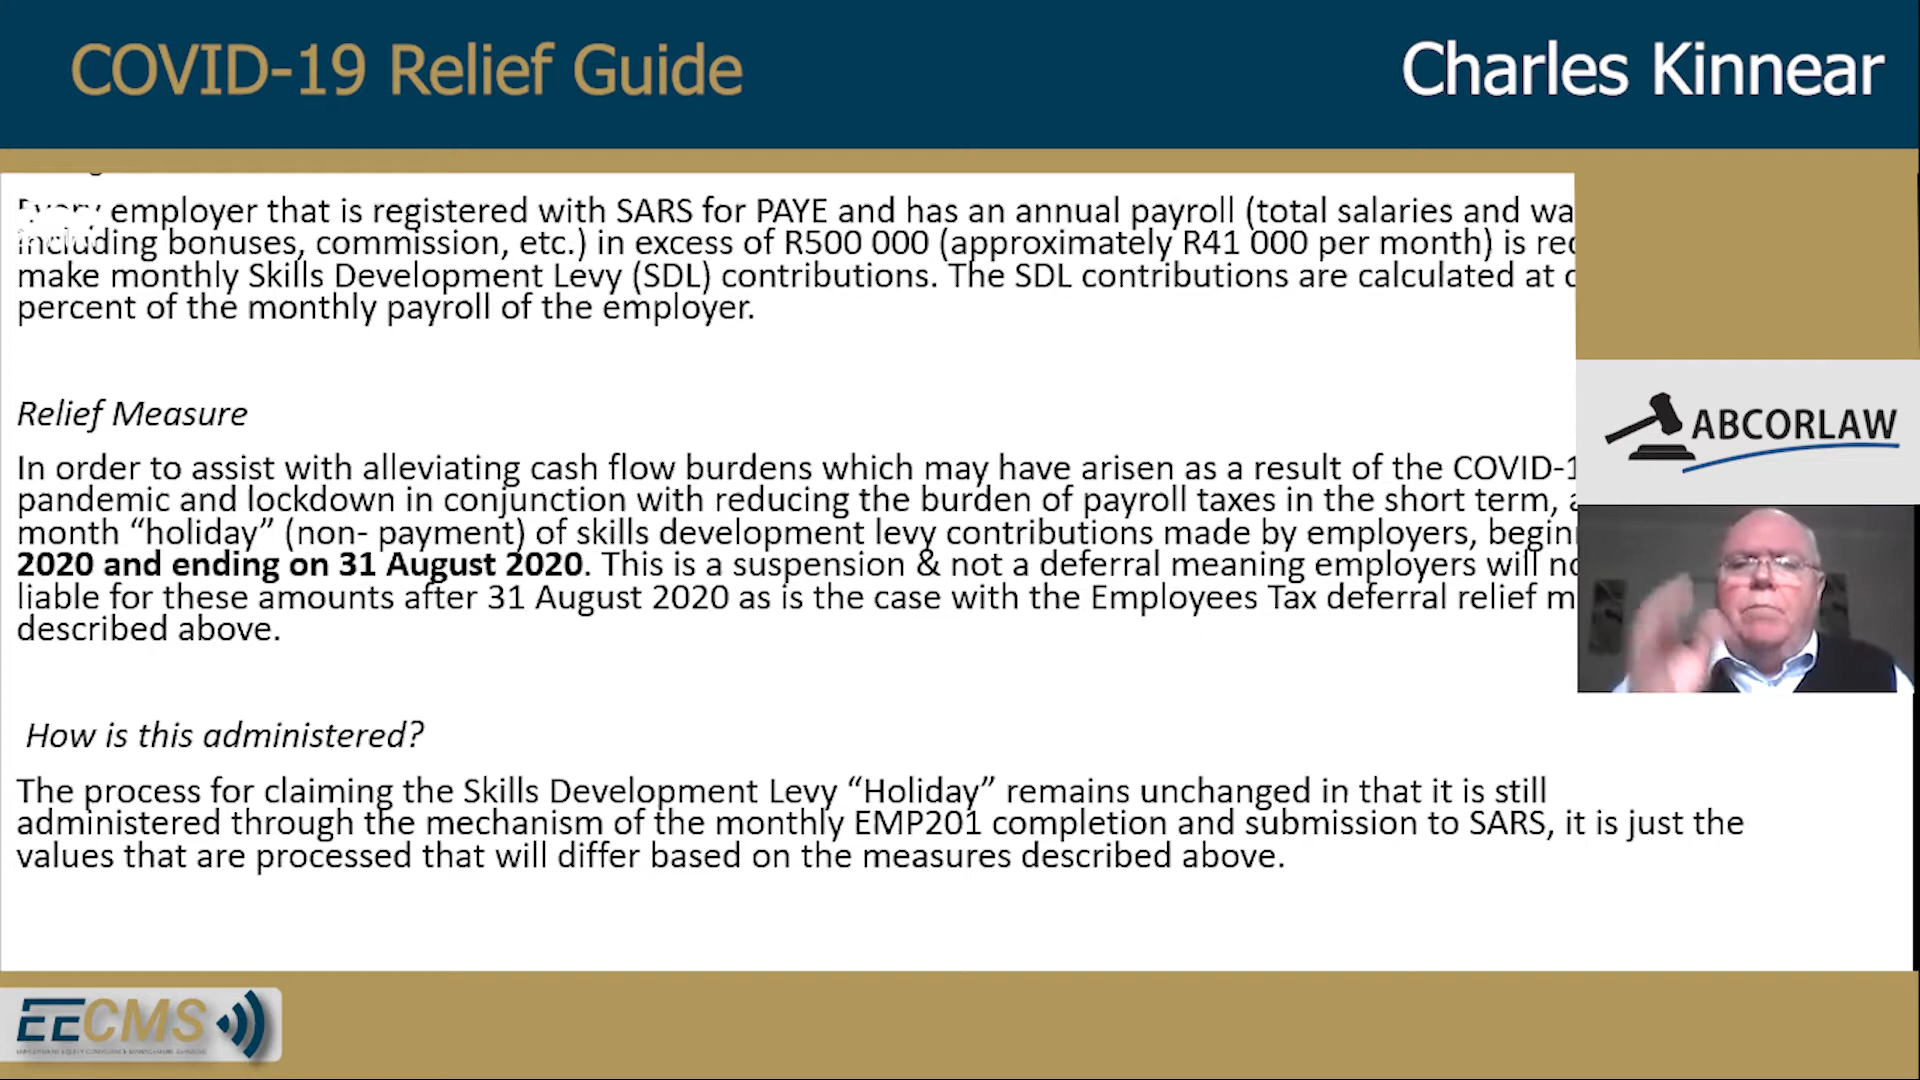 COVID-19 Relief Guide
Charles Kinnear
Every employer that is registered with SARS for PAYE and has an annual payroll (total salaries and wa
including bonuses, commission, etc.) in excess of R500 000 (approximately R41 000 per month) is rec
make monthly Skills Development Levy (SDL) contributions. The SDL contributions are calculated at
percent of the monthly payroll of the employer.
Relief Measure
In order to assist with alleviating cash flow burdens which may have arisen as a result of the COVID-1
pandemic and lockdown in conjunction with reducing the burden of payroll taxes in the short term, a
month “holiday” (non- payment) of skills development levy contributions made by employers, begin
2020 and ending on 31 August 2020. This is a suspension & not a deferral meaning employers will no
liable for these amounts after 31 August 2020 as is the case with the Employees Tax deferral relief m
described above.
How is this administered?
The process for claiming the Skills Development Levy “Holiday” remains unchanged in that it is still
administered through the mechanism of the monthly EMP201 completion and submission to SARS, it is just the
values that are processed that will differ based on the measures described above.
ABCORLAW
EECMS